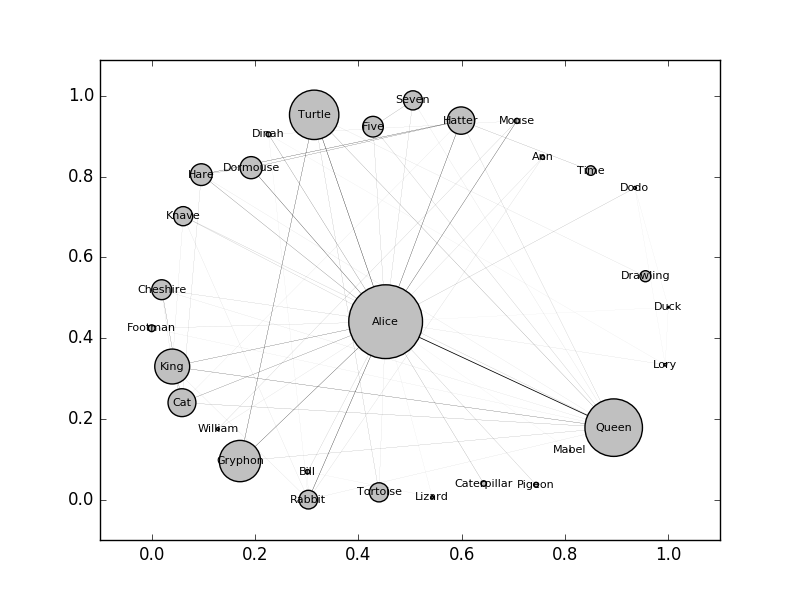 1.0
0.8
0.6
0.4
0.2
0.0
Seven
Turtle
Five
Hatter
Mouse
Dinah
Ann
Dormouse
Time
Hare
Dodo
Knave
Drawling
Cheshire
Duck
Footman
Alice
King
Lory
Cat
William
Queen
Gryphon
Mabel
Bill
Rabbit
Tortoise
Lizard
Caterpillar
Pigeon
0.0 0.2 0.4 0.6 0.8 1.0